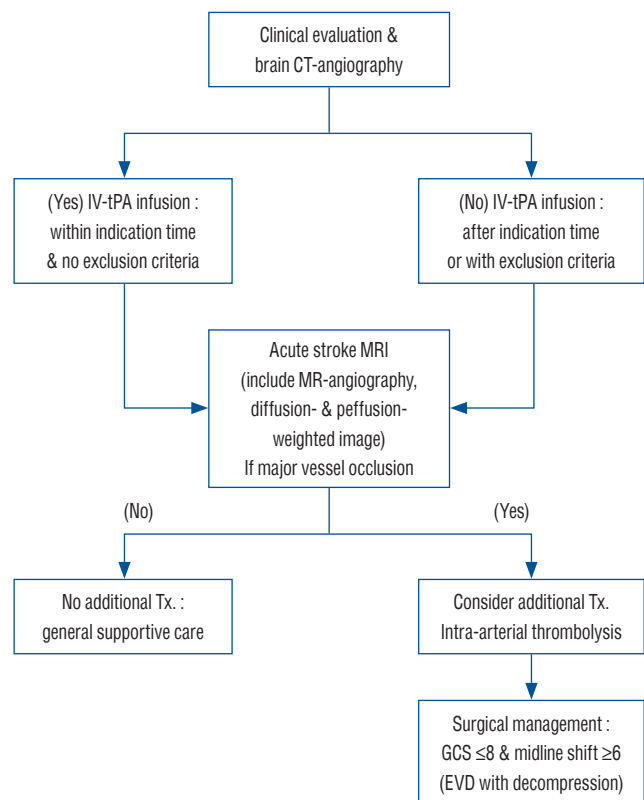 Clinical evaluation &
brain CT-angiography
(Yes) IV-tPA infusion :
within indication time
& no exclusion criteria
(No) IV-tPA infusion :
after indication time
or with exclusion criteria
Acute stroke MRI
(include MR-angiography,
diffusion- & peffusion-
weighted image)
If major vessel occlusion
(No)
(Yes)
No additional Tx. :
general supportive care
Consider additional Tx.
Intra-arterial thrombolysis
Surgical management :
GCS ≤8 & midline shift ≥6
(EVD with decompression)